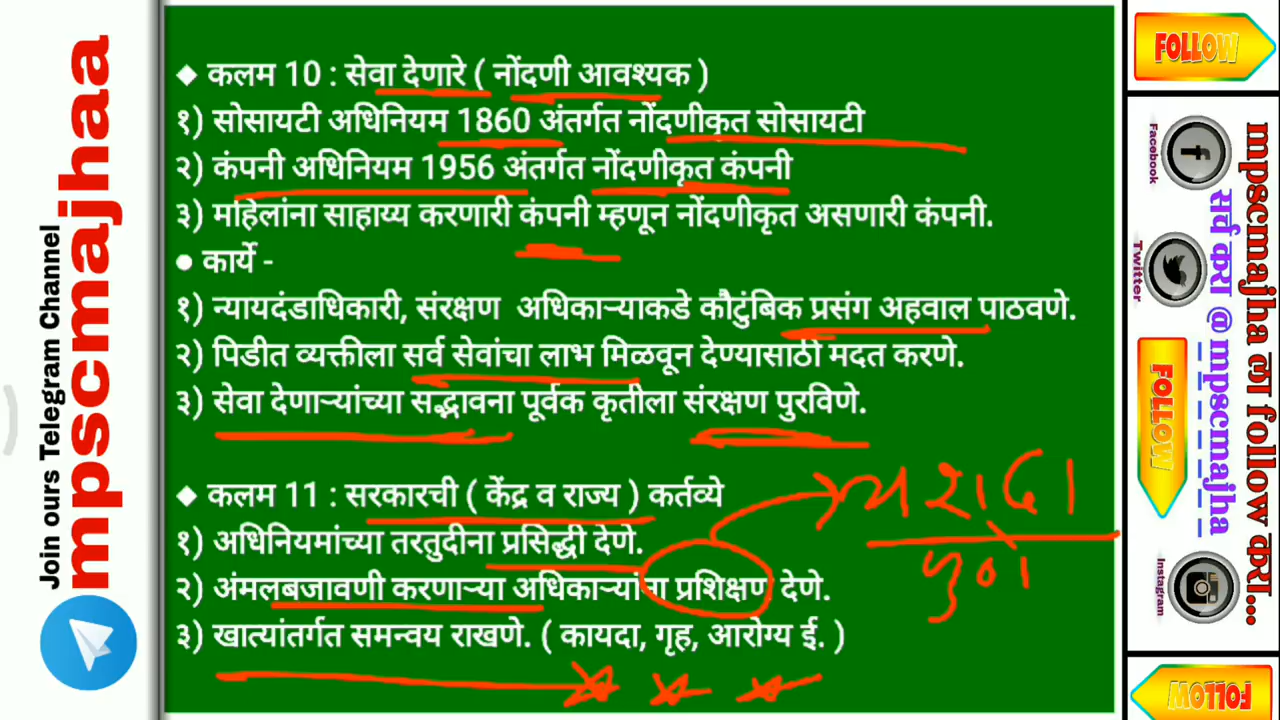 Join ours Telegram Channel
mpscmajhaa
◆ कलम 10 : सेवा देणारे ( नोंदणी आवश्यक )
१) सोसायटी अधिनियम 1860 अंतर्गत नोंदणीकृत सोसायटी
२) कंपनी अधिनियम 1956 अंतर्गत नोंदणीकृत कंपनी
३) महिलांना साहाय्य करणारी कंपनी म्हणून नोंदणीकृत असणारी कंपनी.
● कार्ये -
१) न्यायदंडाधिकारी, संरक्षण अधिकाऱ्याकडे कौटुंबिक प्रसंग अहवाल पाठवणे.
२) पिडीत व्यक्तीला सर्व सेवांचा लाभ मिळवून देण्यासाठी मदत करणे.
३) सेवा देणाऱ्यांच्या सद्भावना पूर्वक कृतीला संरक्षण पुरविणे.
◆ कलम 11 : सरकारची ( केंद्र व राज्य ) कर्तव्ये
१) अधिनियमांच्या तरतुदीना प्रसिद्धी देणे.
२) अंमलबजावणी करणाऱ्या अधिकाऱ्यांना प्रशिक्षण देणे.
३) खात्यांतर्गत समन्वय राखणे. ( कायदा, गृह, आरोग्य ई. )
यशदा
पुणे
FOLLOW
Facebook
Twitter
FOLLOW
Instagram
FOLLOW
सर्च करा @ mpscmajha
mpscmajha ला follow करा...